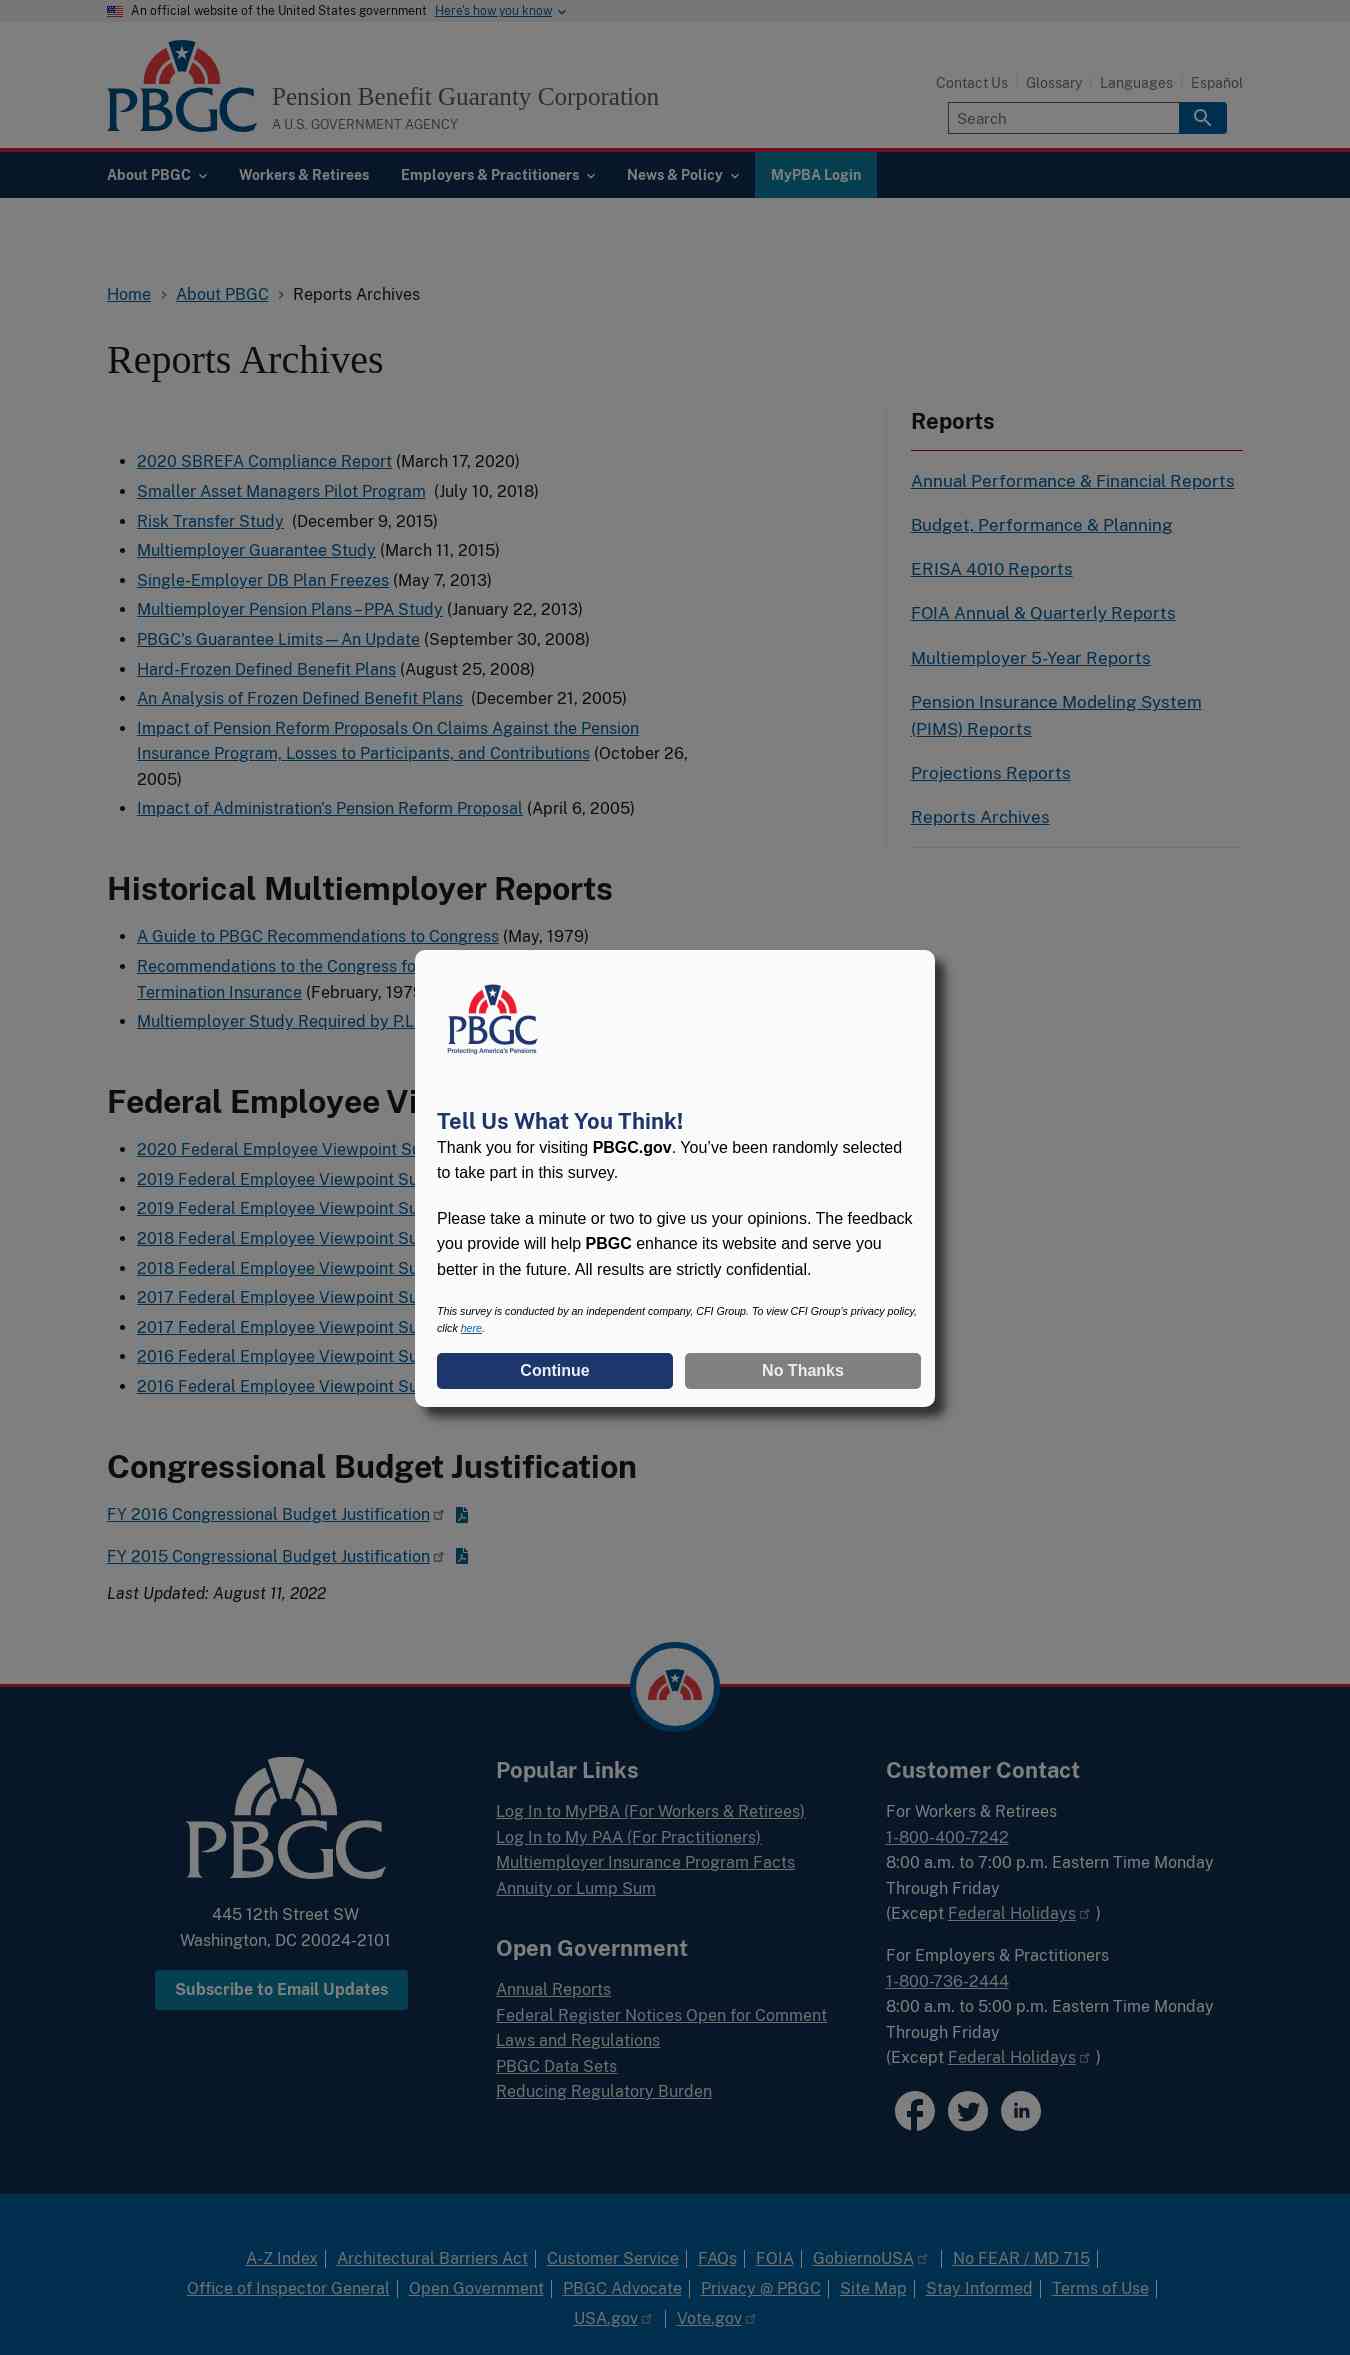 An official website of the United States government Here's how you know
PBGC
Pension Benefit Guaranty Corporation
A U.S. GOVERNMENT AGENCY
Contact Us Glossary Languages Español
Search
About PBGC Workers & Retirees Employers & Practitioners News & Policy MyPBA Login
Home About PBGC Reports Archives
Reports Archives
2020 SBREFA Compliance Report (March 17, 2020)
Smaller Asset Managers Pilot Program (July 10, 2018)
Risk Transfer Study (December 9, 2015)
Multiemployer Guarantee Study (March 11, 2015)
Single-Employer DB Plan Freezes (May 7, 2013)
Multiemployer Pension Plans – PPA Study (January 22, 2013)
PBGC's Guarantee Limits — An Update (September 30, 2008)
Hard-Frozen Defined Benefit Plans (August 25, 2008)
An Analysis of Frozen Defined Benefit Plans (December 21, 2005)
Impact of Pension Reform Proposals On Claims Against the Pension
Insurance Program, Losses to Participants, and Contributions (October 26,
2005)
Impact of Administration's Pension Reform Proposal (April 6, 2005)
Reports
Annual Performance & Financial Reports
Budget, Performance & Planning
ERISA 4010 Reports
FOIA Annual & Quarterly Reports
Multiemployer 5-Year Reports
Pension Insurance Modeling System
(PIMS) Reports
Projections Reports
Reports Archives
Historical Multiemployer Reports
A Guide to PBGC Recommendations to Congress (May, 1979)
Recommendations to the Congress
Termination Insurance (February, 1979
Multiemployer Study Required by P.L
Federal Employee
2020 Federal Employee Viewpoint
2019 Federal Employee Viewpoint
2019 Federal Employee Viewpoint
2018 Federal Employee Viewpoint
2018 Federal Employee Viewpoint
2017 Federal Employee Viewpoint
2017 Federal Employee Viewpoint
2016 Federal Employee Viewpoint
2016 Federal Employee Viewpoint
PBGC
Protecting America's Pensions
Tell Us What You Think!
Thank you for visiting PBGC.gov. You’ve been randomly selected
to take part in this survey.
Please take a minute or two to give us your opinions. The feedback
you provide will help PBGC enhance its website and serve you
better in the future. All results are strictly confidential.
This survey is conducted by an independent company, CFI Group. To view CFI Group's privacy policy,
click here.
Continue No Thanks
Congressional Budget Justification
FY 2016 Congressional Budget Justification
FY 2015 Congressional Budget Justification
Last Updated: August 11, 2022
PBGC
445 12th Street SW
Washington, DC 20024-2101
Subscribe to Email Updates
Popular Links
Log In to MyPBA (For Workers & Retirees)
Log In to My PAA (For Practitioners)
Multiemployer Insurance Program Facts
Annuity or Lump Sum
Open Government
Annual Reports
Federal Register Notices Open for Comment
Laws and Regulations
PBGC Data Sets
Reducing Regulatory Burden
Customer Contact
For Workers & Retirees
1-800-400-7242
8:00 a.m. to 7:00 p.m. Eastern Time Monday
Through Friday
(Except Federal Holidays )
For Employers & Practitioners
1-800-736-2444
8:00 a.m. to 5:00 p.m. Eastern Time Monday
Through Friday
(Except Federal Holidays )
A-Z Index Architectural Barriers Act Customer Service FAQs FOIA GobiernoUSA No FEAR / MD 715
Office of Inspector General Open Government PBGC Advocate Privacy @ PBGC Site Map Stay Informed Terms of Use
USA.gov Vote.gov